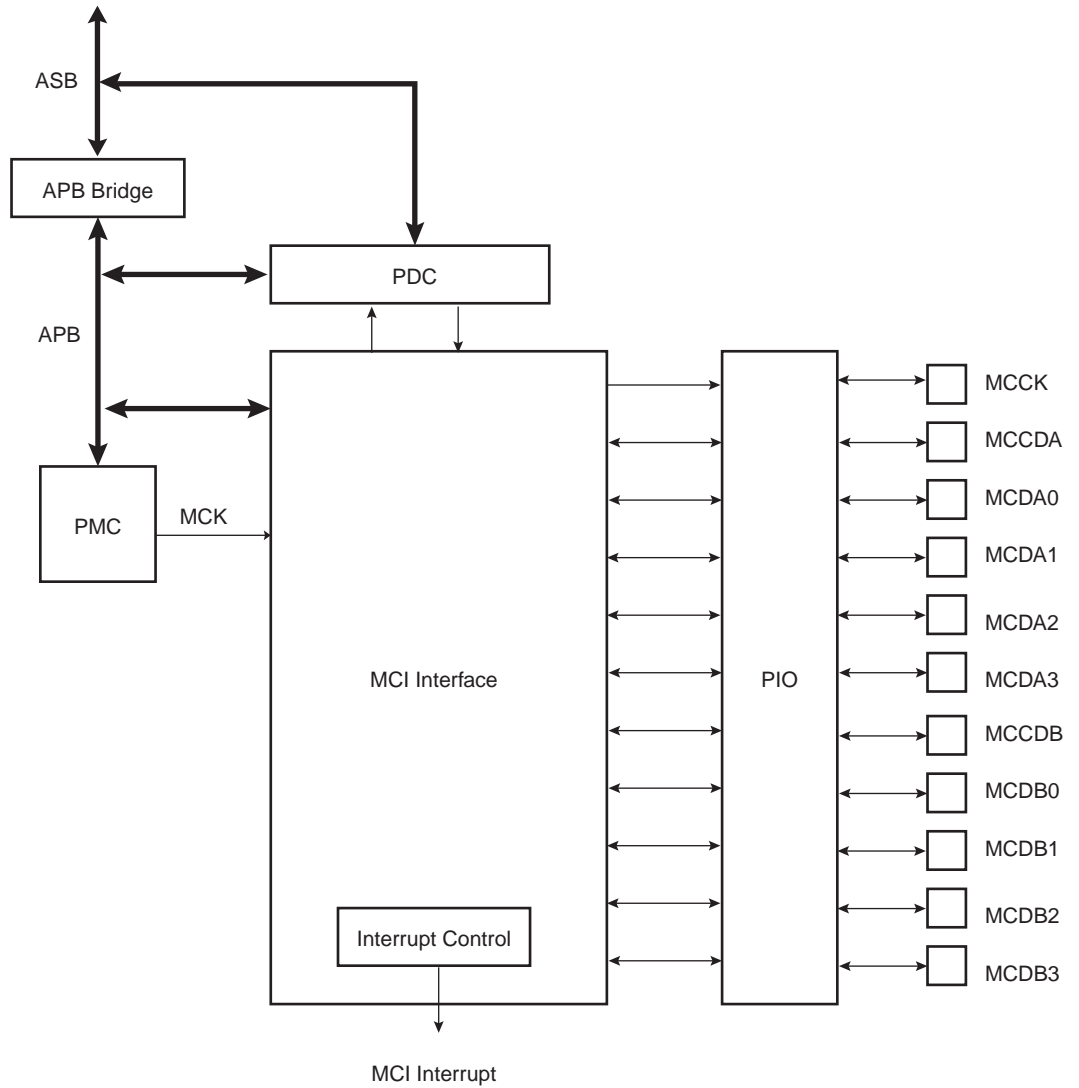 ASB
APB Bridge
PDC
APB
MCCK
MCCDA
MCDA0
PMC
MCK
MCDA1
MCDA2
MCI Interface
PIO
MCDA3
MCCDB
MCDB0
MCDB1
MCDB2
Interrupt Control
MCDB3
MCI Interrupt